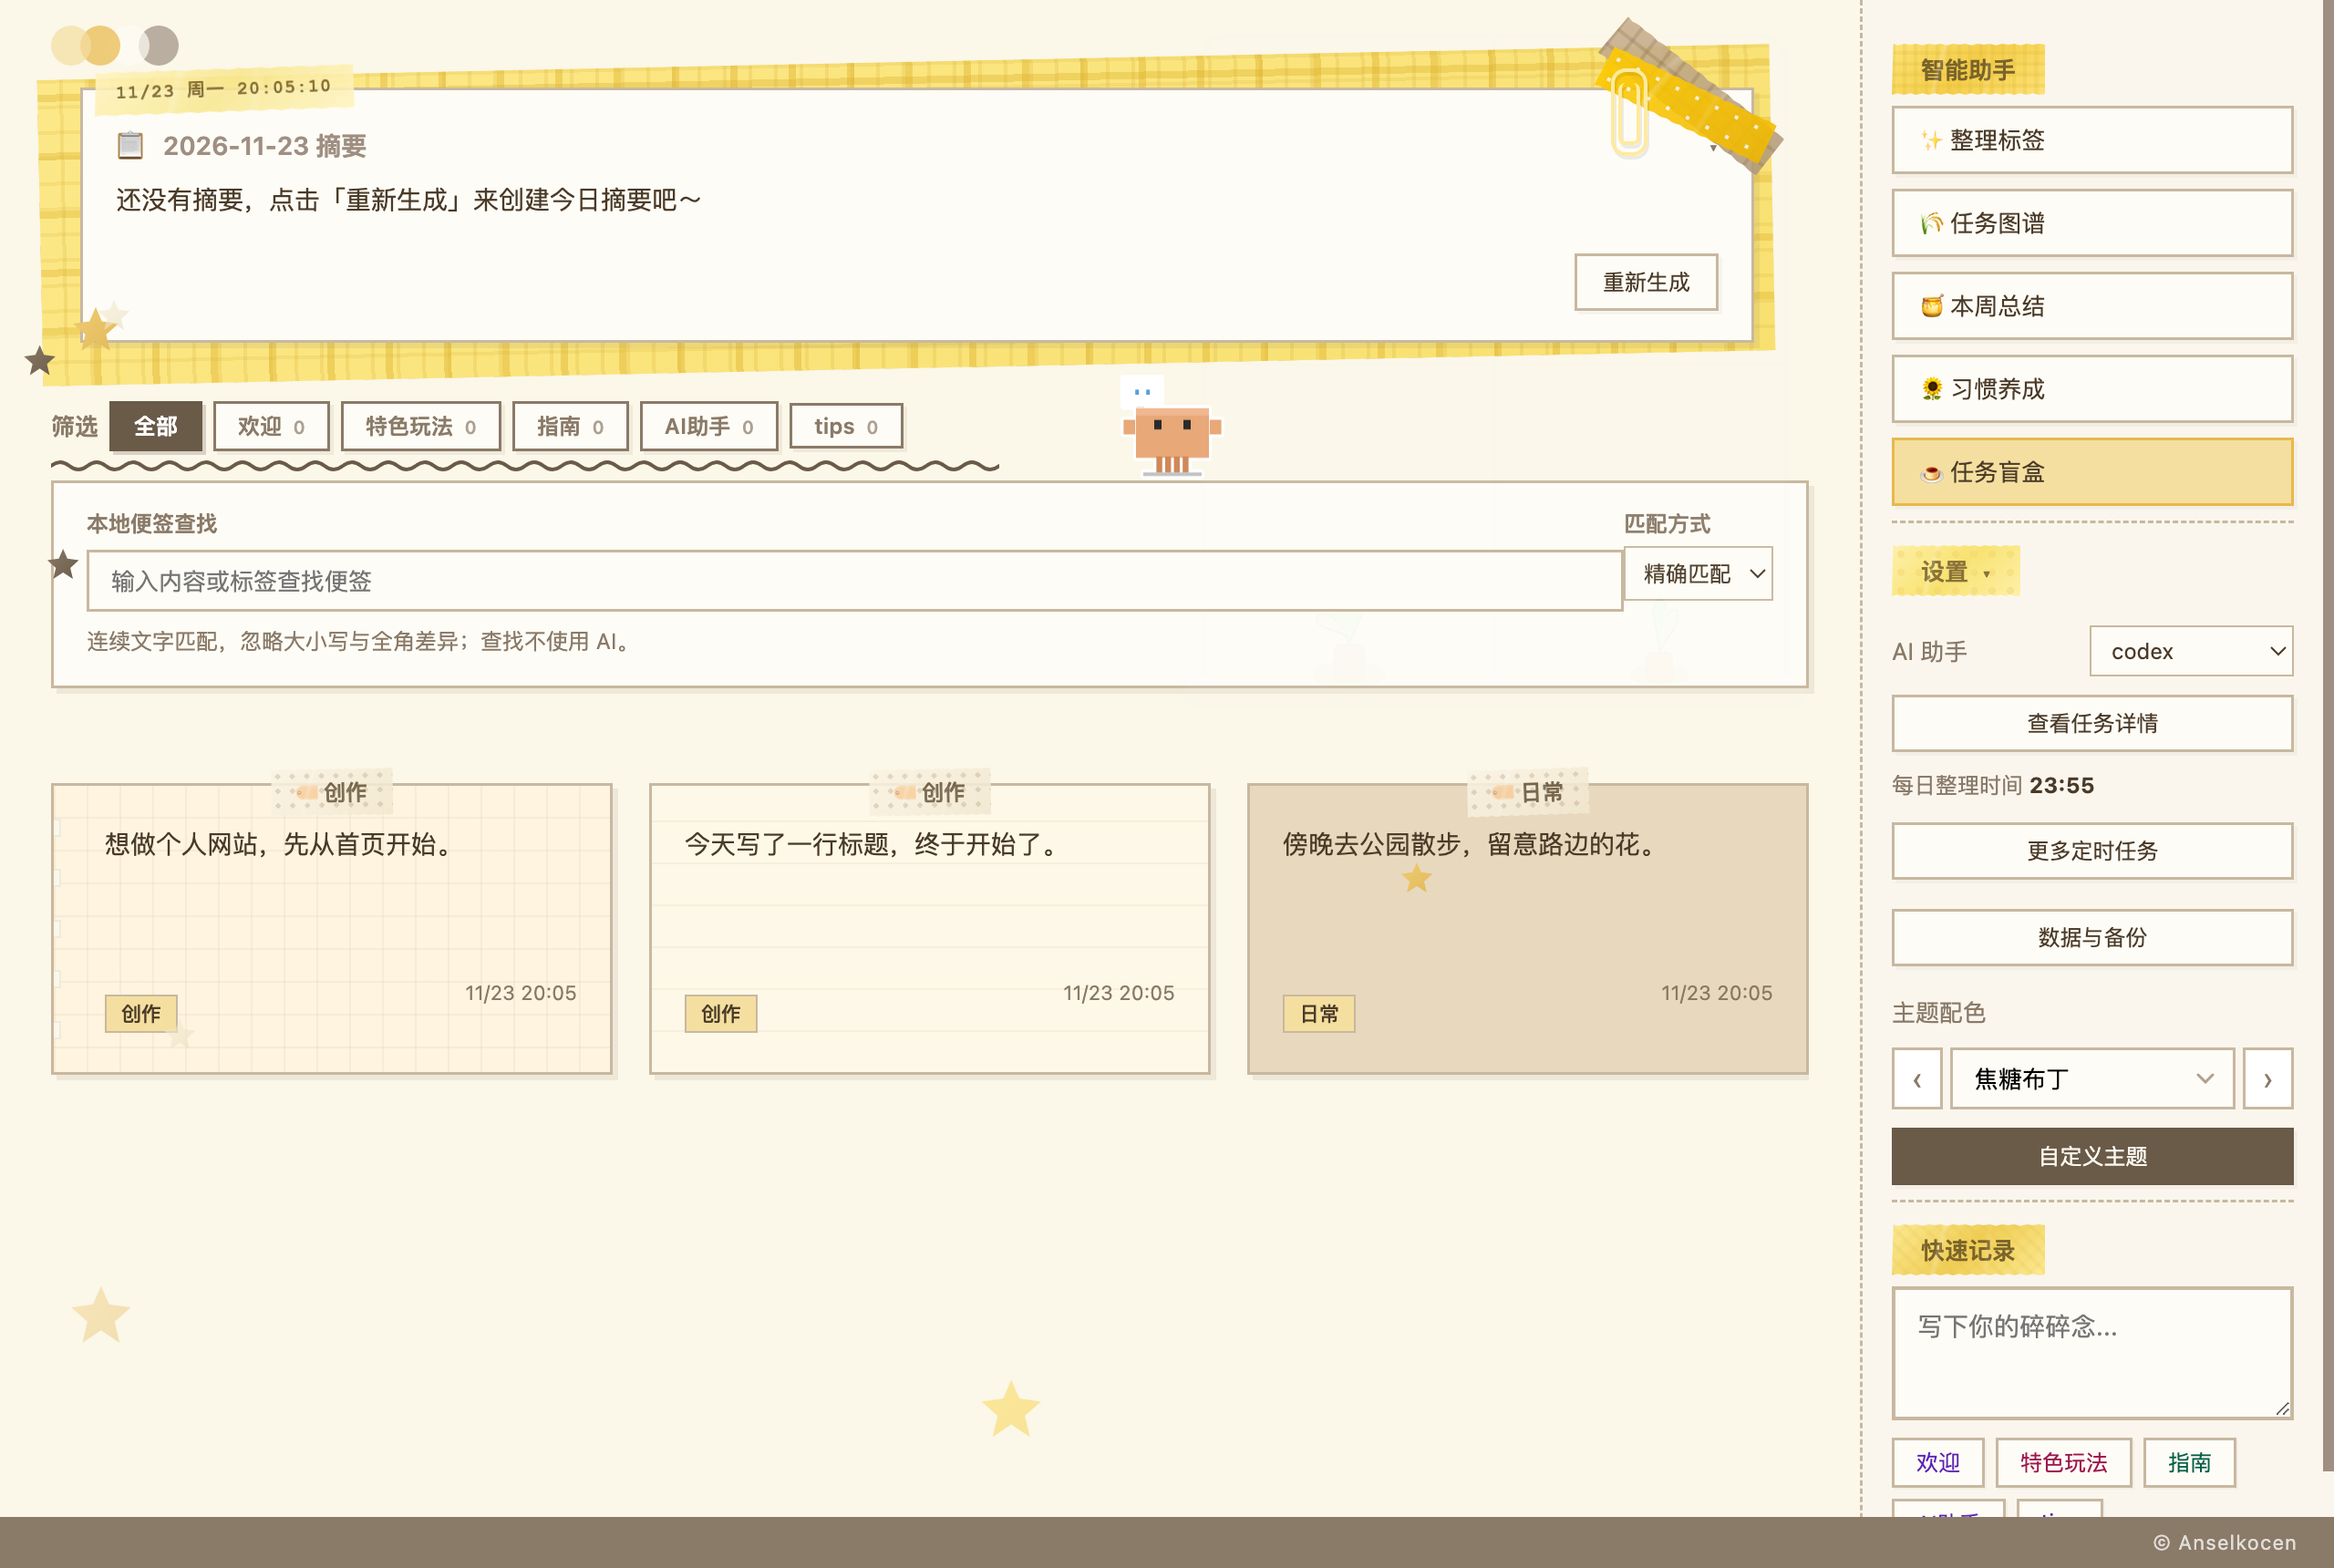 11/23 周一 20:05:10
2026-11-23 摘要
还没有摘要，点击「重新生成」来创建今日摘要吧～
重新生成
筛选 全部 欢迎 0 特色玩法 0 指南 0 AI助手 0 tips 0
本地便签查找
匹配方式
输入内容或标签查找便签
精确匹配
连续文字匹配，忽略大小写与全角差异；查找不使用 AI。
创作
想做个人网站，先从首页开始。
11/23 20:05
创作
创作
今天写了一行标题，终于开始了。
11/23 20:05
创作
日常
傍晚去公园散步，留意路边的花。
11/23 20:05
日常
智能助手
整理标签
任务图谱
本周总结
习惯养成
任务盲盒
设置
AI 助手 codex
查看任务详情
每日整理时间 23:55
更多定时任务
数据与备份
主题配色
‹ 焦糖布丁 ›
自定义主题
快速记录
写下你的碎碎念...
欢迎 特色玩法 指南
© Anselkocen